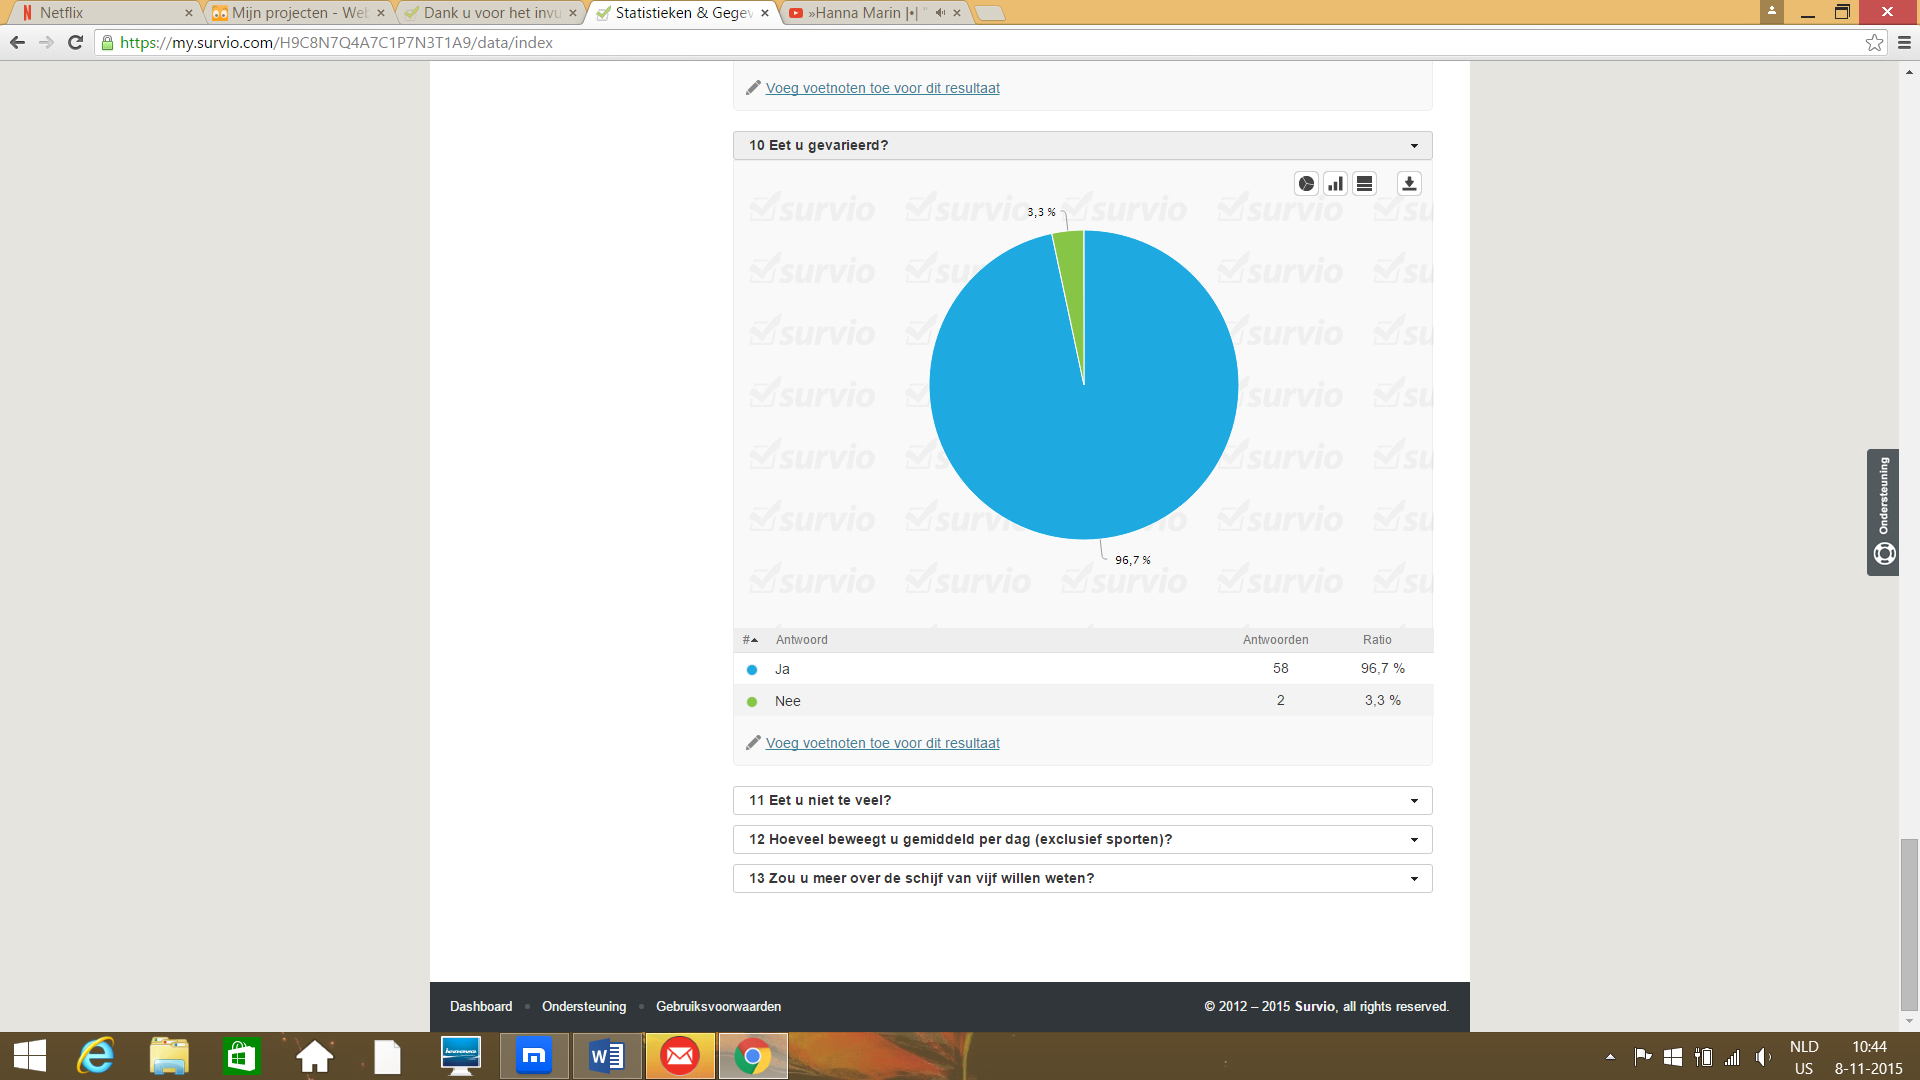 Netflix
Mijn projecten - Web
Dank u voor het invu
Statistieken & Gegev
»Hanna Marin |•| "
https://my.survio.com/H9C8N7Q4A7C1P7N3T1A9/data/index
Voeg voetnoten toe voor dit resultaat
10 Eet u gevarieerd?
survio
3,3 %
96,7 %
# Antwoord Antwoorden Ratio
Ja 58 96,7 %
Nee 2 3,3 %
Voeg voetnoten toe voor dit resultaat
11 Eet u niet te veel?
12 Hoeveel beweegt u gemiddeld per dag (exclusief sporten)?
13 Zou u meer over de schijf van vijf willen weten?
Ondersteuning
Dashboard • Ondersteuning • Gebruiksvoorwaarden
© 2012 – 2015 Survio, all rights reserved.
lenovo
NLD
US
10:44
8-11-2015